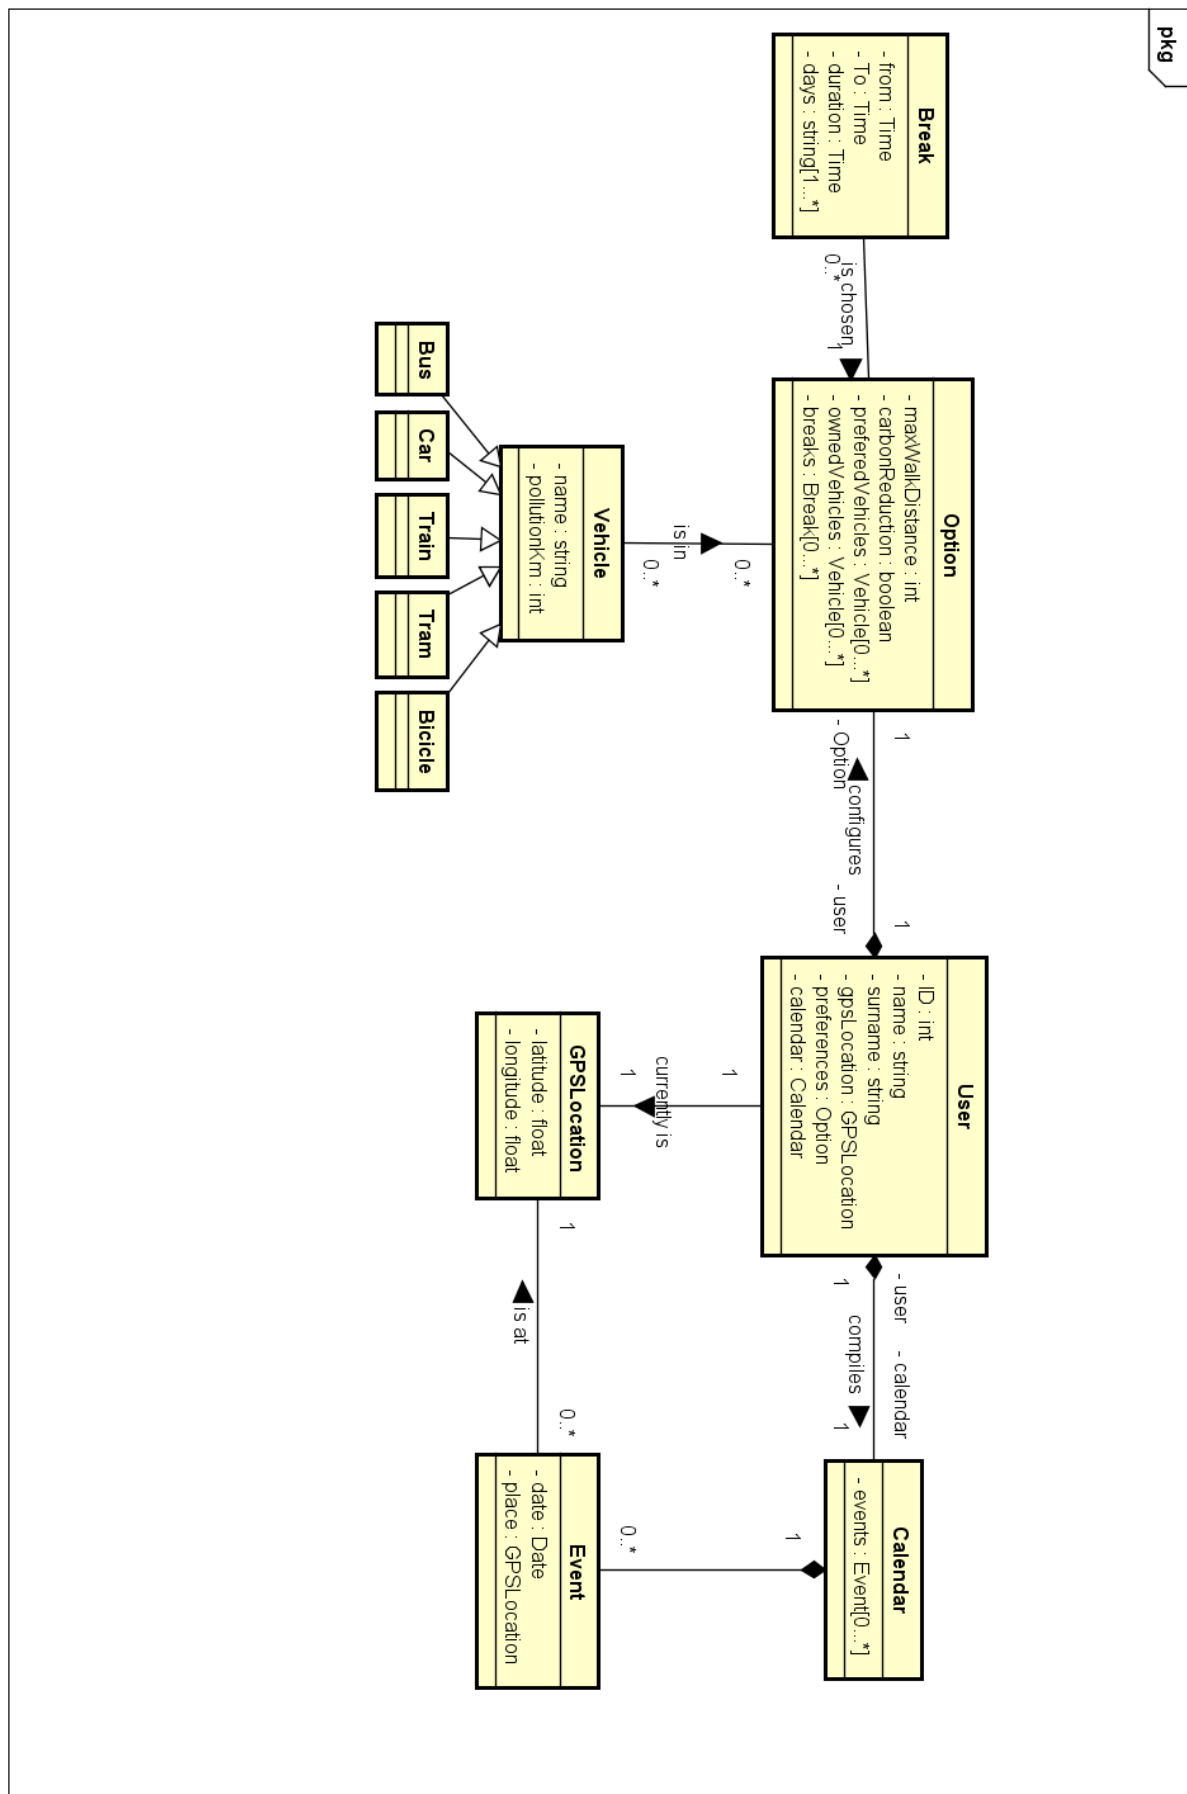 pkg
Break
- from : Time
- To : Time
- duration : Time
- days : string[1...*]
is chosen
0..*
1
Option
- maxWalkDistance : int
- carbonReduction : boolean
- preferedVehicles : Vehicle[0...*]
- ownedVehicles : Vehicle[0...*]
- breaks : Break[0...*]
1
- Option
configures
1
- user
User
- ID : int
- name : string
- surname : string
- gpsLocation : GPSLocation
- preferences : Option
- calendar : Calendar
- user
- calendar
1
compiles
1
Calendar
- events : Event[0...*]
0..*
is in
0..*
Vehicle
- name : string
- pollutionKm : int
Bus
Car
Train
Tram
Bicicle
1
currently is
1
GPSLocation
- latitude : float
- longitude : float
1
is at
0..*
1
0..*
Event
- date : Date
- place : GPSLocation